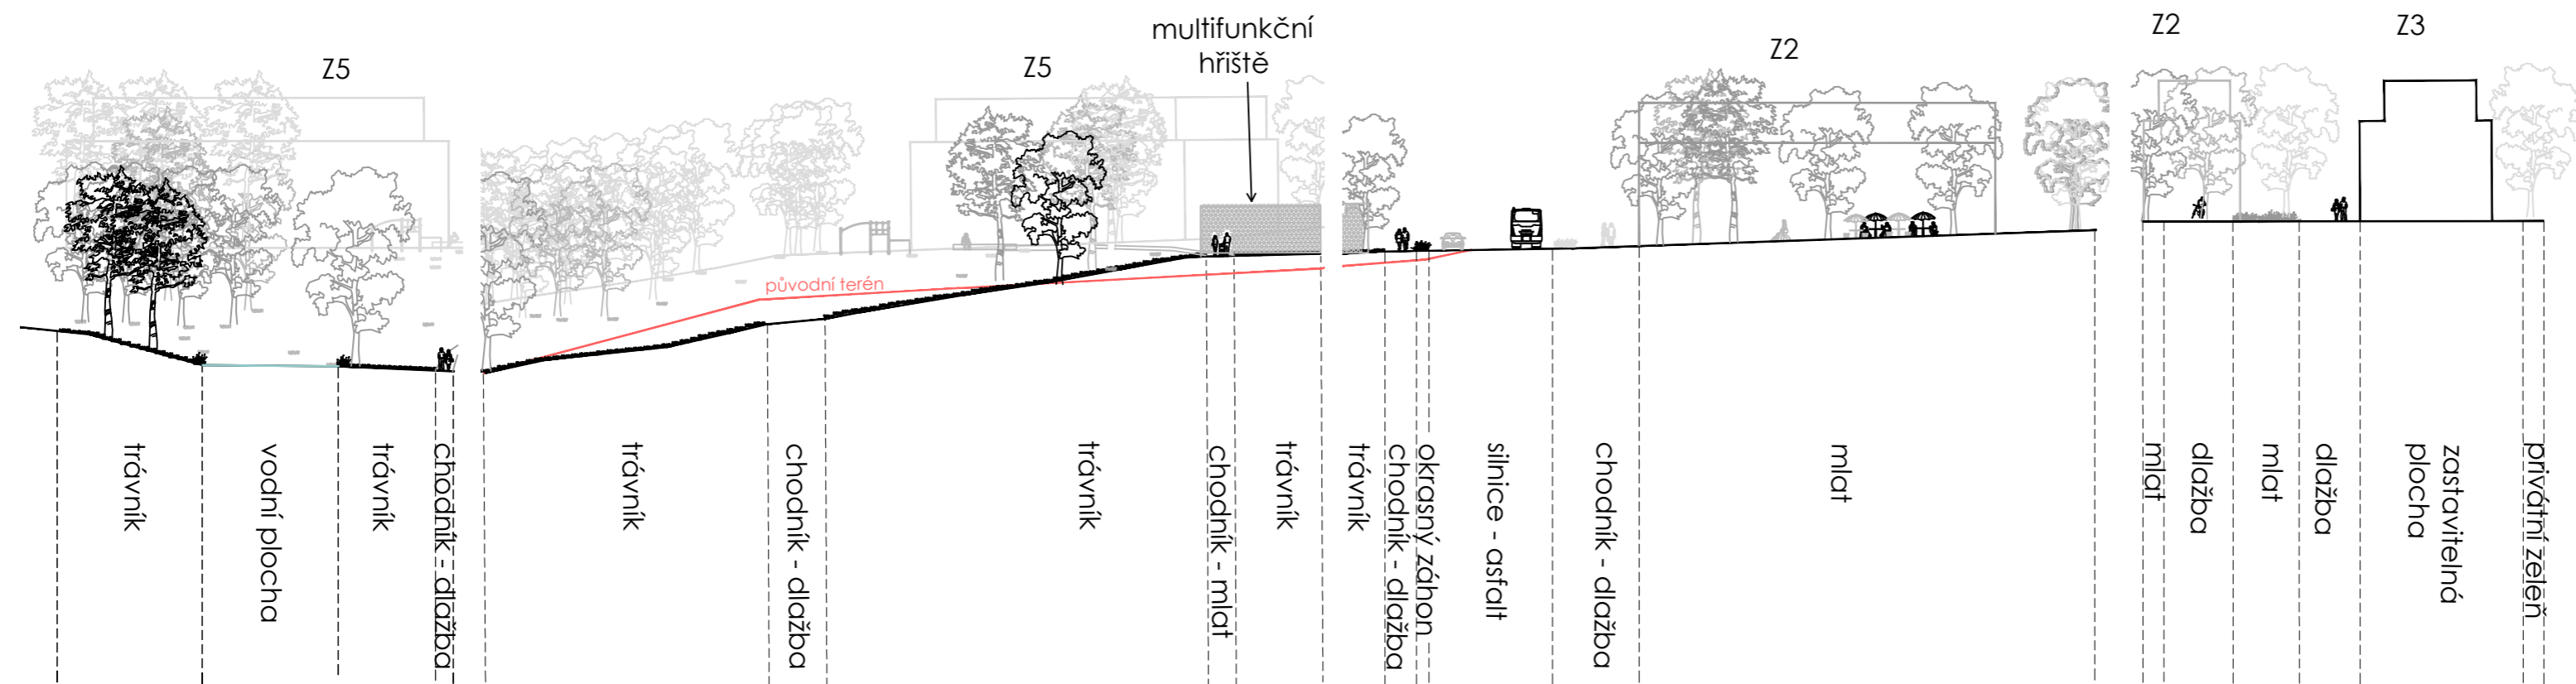 Z5
Z5
multifunkční
hřiště
Z2
Z2
Z3
původní terén
trávník
vodní plocha
trávník
chodník - dlažba
trávník
chodník - dlažba
trávník
chodník - mlat
trávník
trávník
chodník - dlažba
okrasný záhon
silnice - asfalt
chodník - dlažba
mlat
mlat
dlažba
mlat
dlažba
zastavitelná
plocha
privátní zeleň